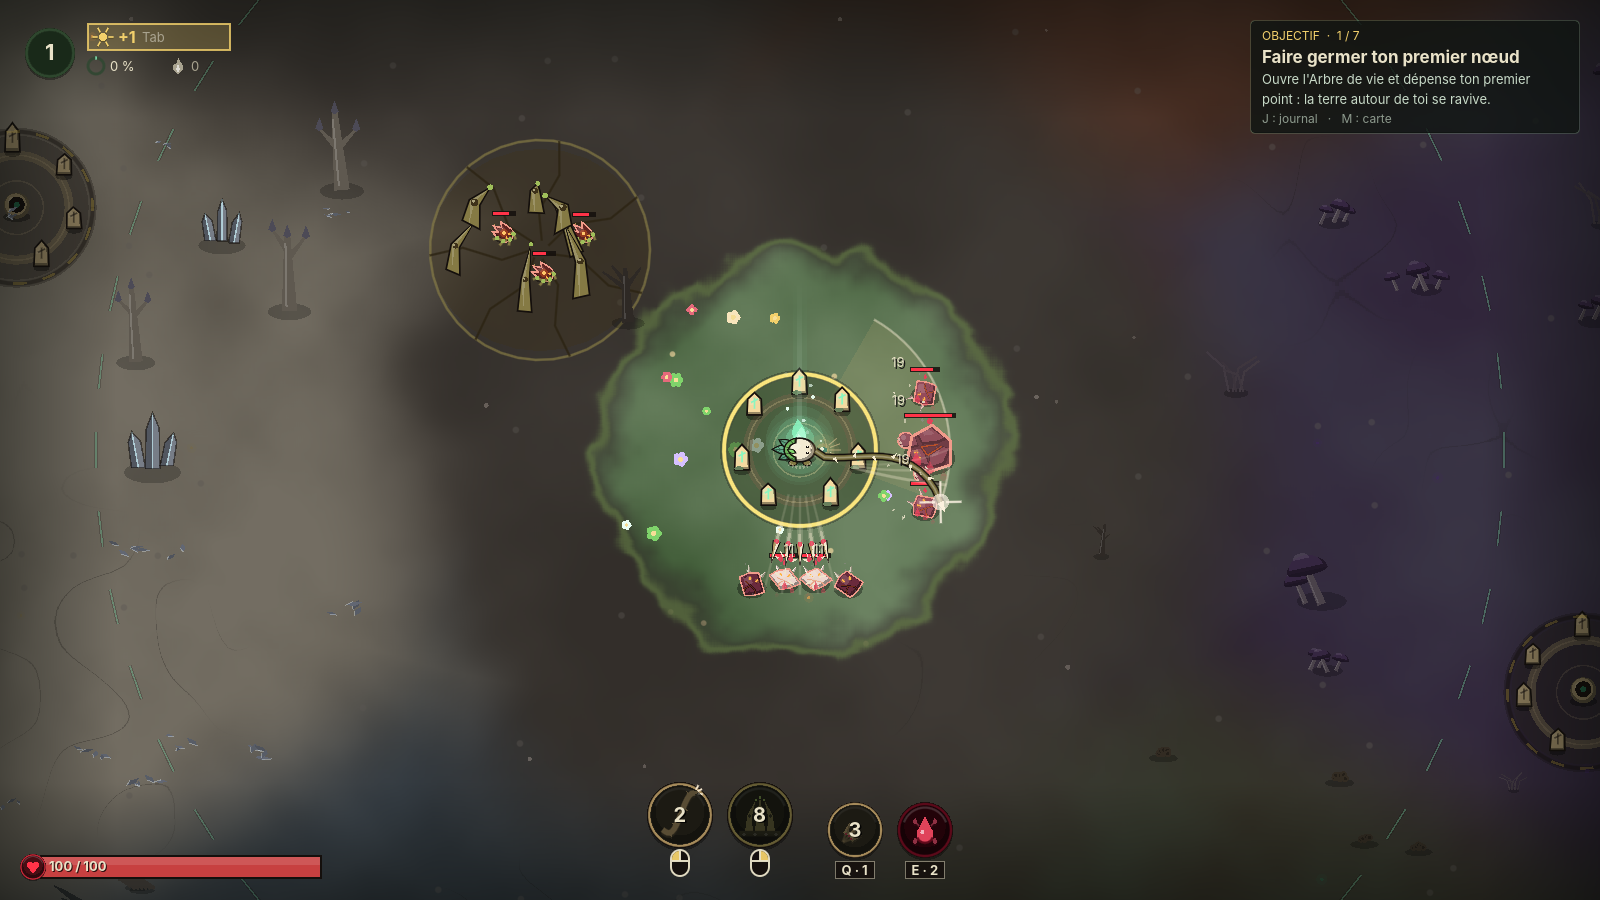 1
+1 Tab
0 %
0
OBJECTIF · 1 / 7
Faire germer ton premier nœud
Ouvre l'Arbre de vie et dépense ton premier
point : la terre autour de toi se ravive.
J : journal · M : carte
19
19
19
2
8
3
Q · 1
E · 2
100 / 100